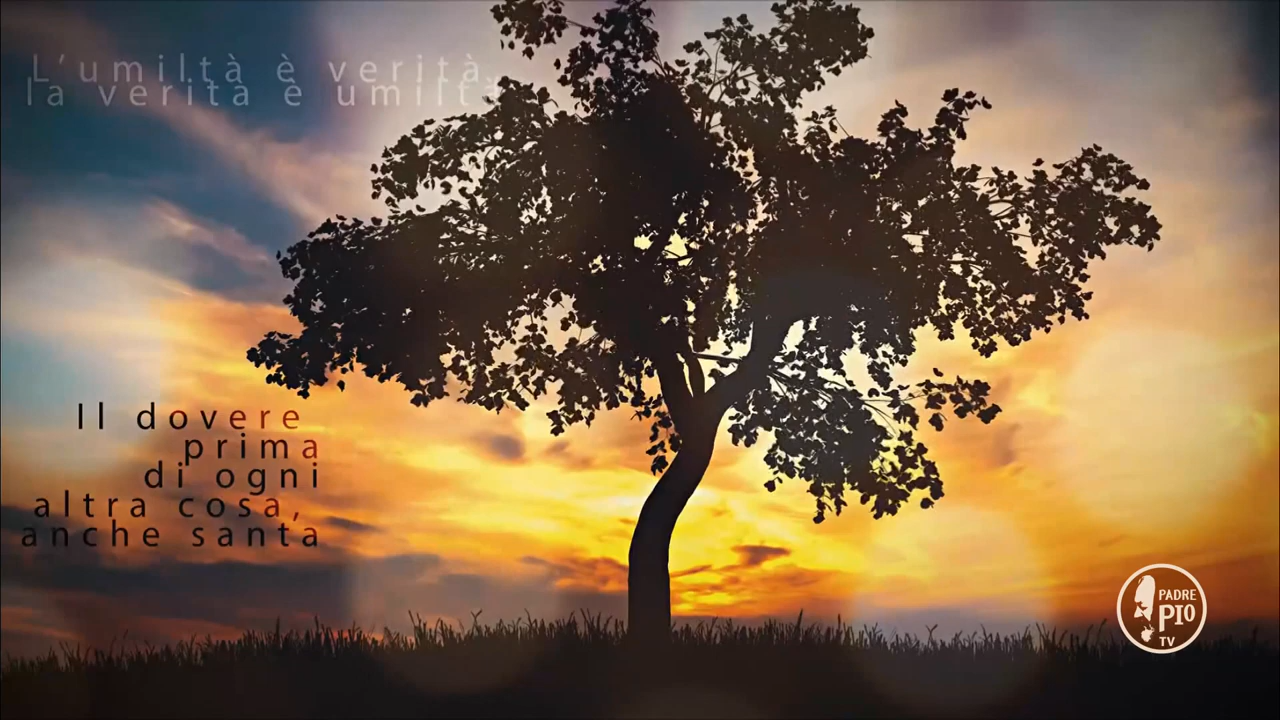 L'umiltà è verità,
la verità è umiltà
Il dovere
prima
di ogni
altra cosa,
anche santa
PADRE
PIO
TV